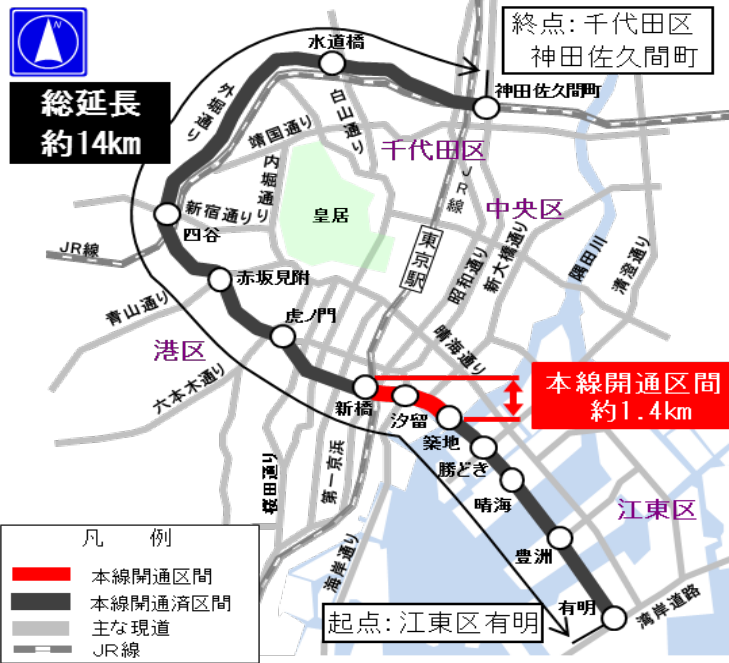 N
総延長
約14km
終点:千代田区
神田佐久間町
水道橋
神田佐久間町
外堀通り
白山通り
靖国通り
千代田区
内堀通り
JR線
中央区
新宿通り
皇居
四谷
JR線
東京駅
昭和通り
新大橋通り
隅田川
清澄通り
赤坂見附
青山通り
虎ノ門
晴海通り
港区
六本木通り
本線開通区間
約1.4km
新橋
汐留
築地
勝どき
桜田通り
第一京浜
晴海
江東区
海岸通り
豊洲
有明
湾岸道路
起点:江東区有明
凡 例
本線開通区間
本線開通済区間
主な現道
JR線